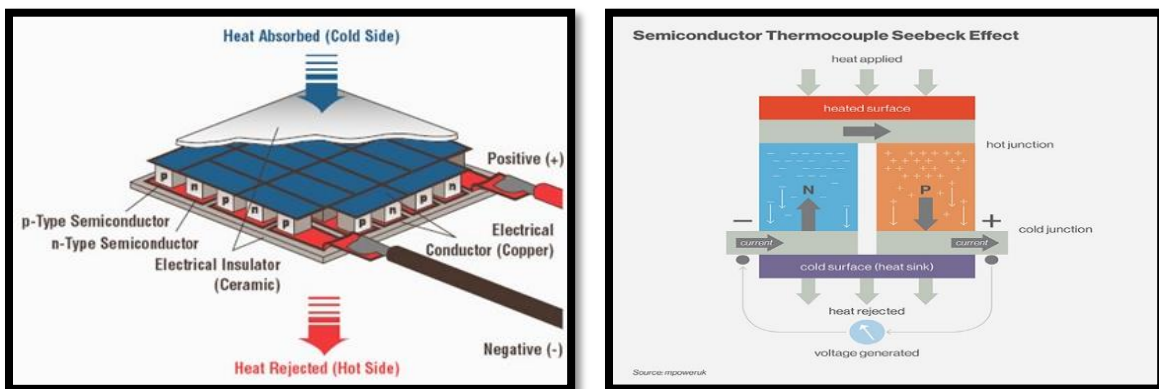 Heat Absorbed (Cold Side)
Positive (+)
p
n
p
n
p
p
n
p
n
p-Type Semiconductor
n-Type Semiconductor
Electrical Insulator
(Ceramic)
Electrical
Conductor (Copper)
Negative (-)
Heat Rejected (Hot Side)
Semiconductor Thermocouple Seebeck Effect
heat applied
heated surface
hot junction
N
P
−
+
cold junction
current
current
cold surface (heat sink)
heat rejected
voltage generated
Source: mpoweruk